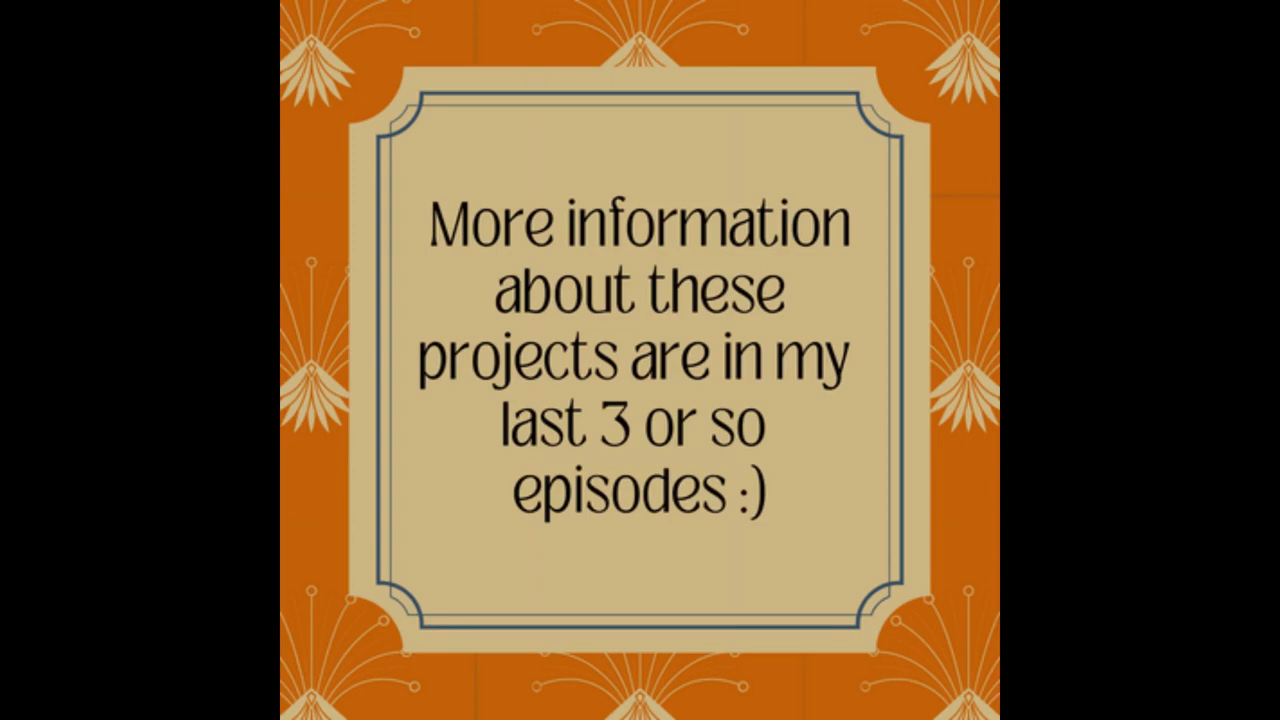 More information
about these
projects are in my
last 3 or so
episodes :)